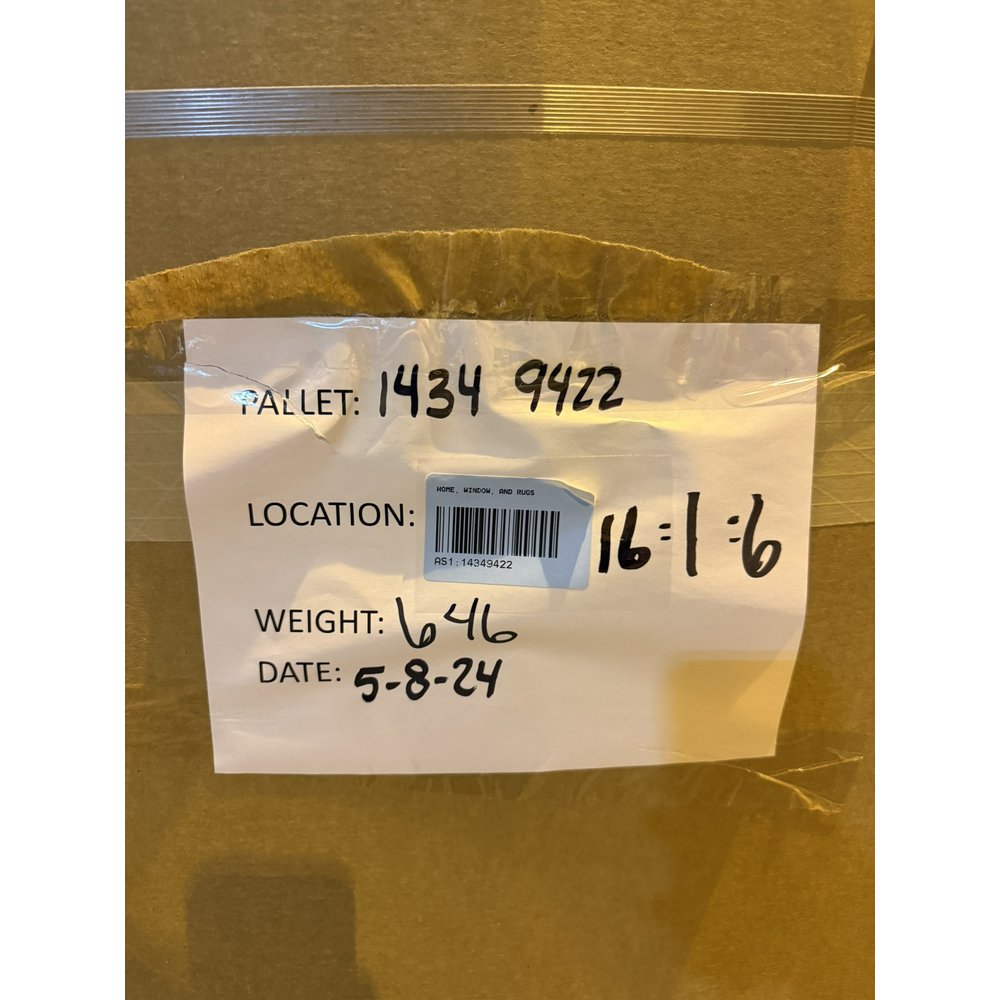 PALLET: 1434 9422
HOME, WINDOW, AND RUGS
LOCATION: 16=1=6
AS1:14349422
WEIGHT: 646
DATE: 5-8-24